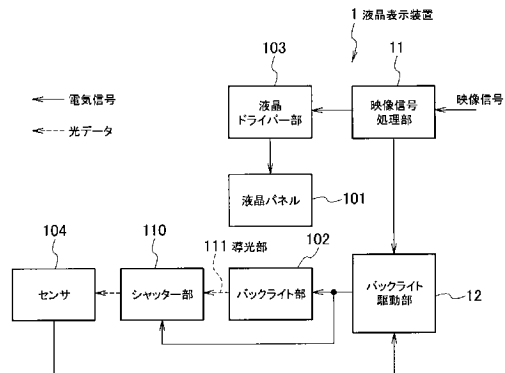 1 液晶表示装置
103
11
電気信号
液晶
ドライバー部
映像信号
処理部
映像信号
光データ
液晶パネル
101
104
110
111 導光部
102
センサ
シャッター部
バックライト部
バックライト
駆動部
12